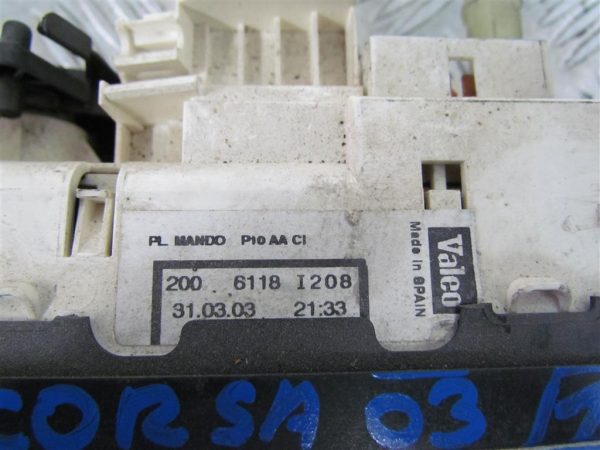 PL. MANDO P10 AA CI
200 6118 I208
31.03.03 21:33
Valeo
Made in SPAIN
CORSA 03